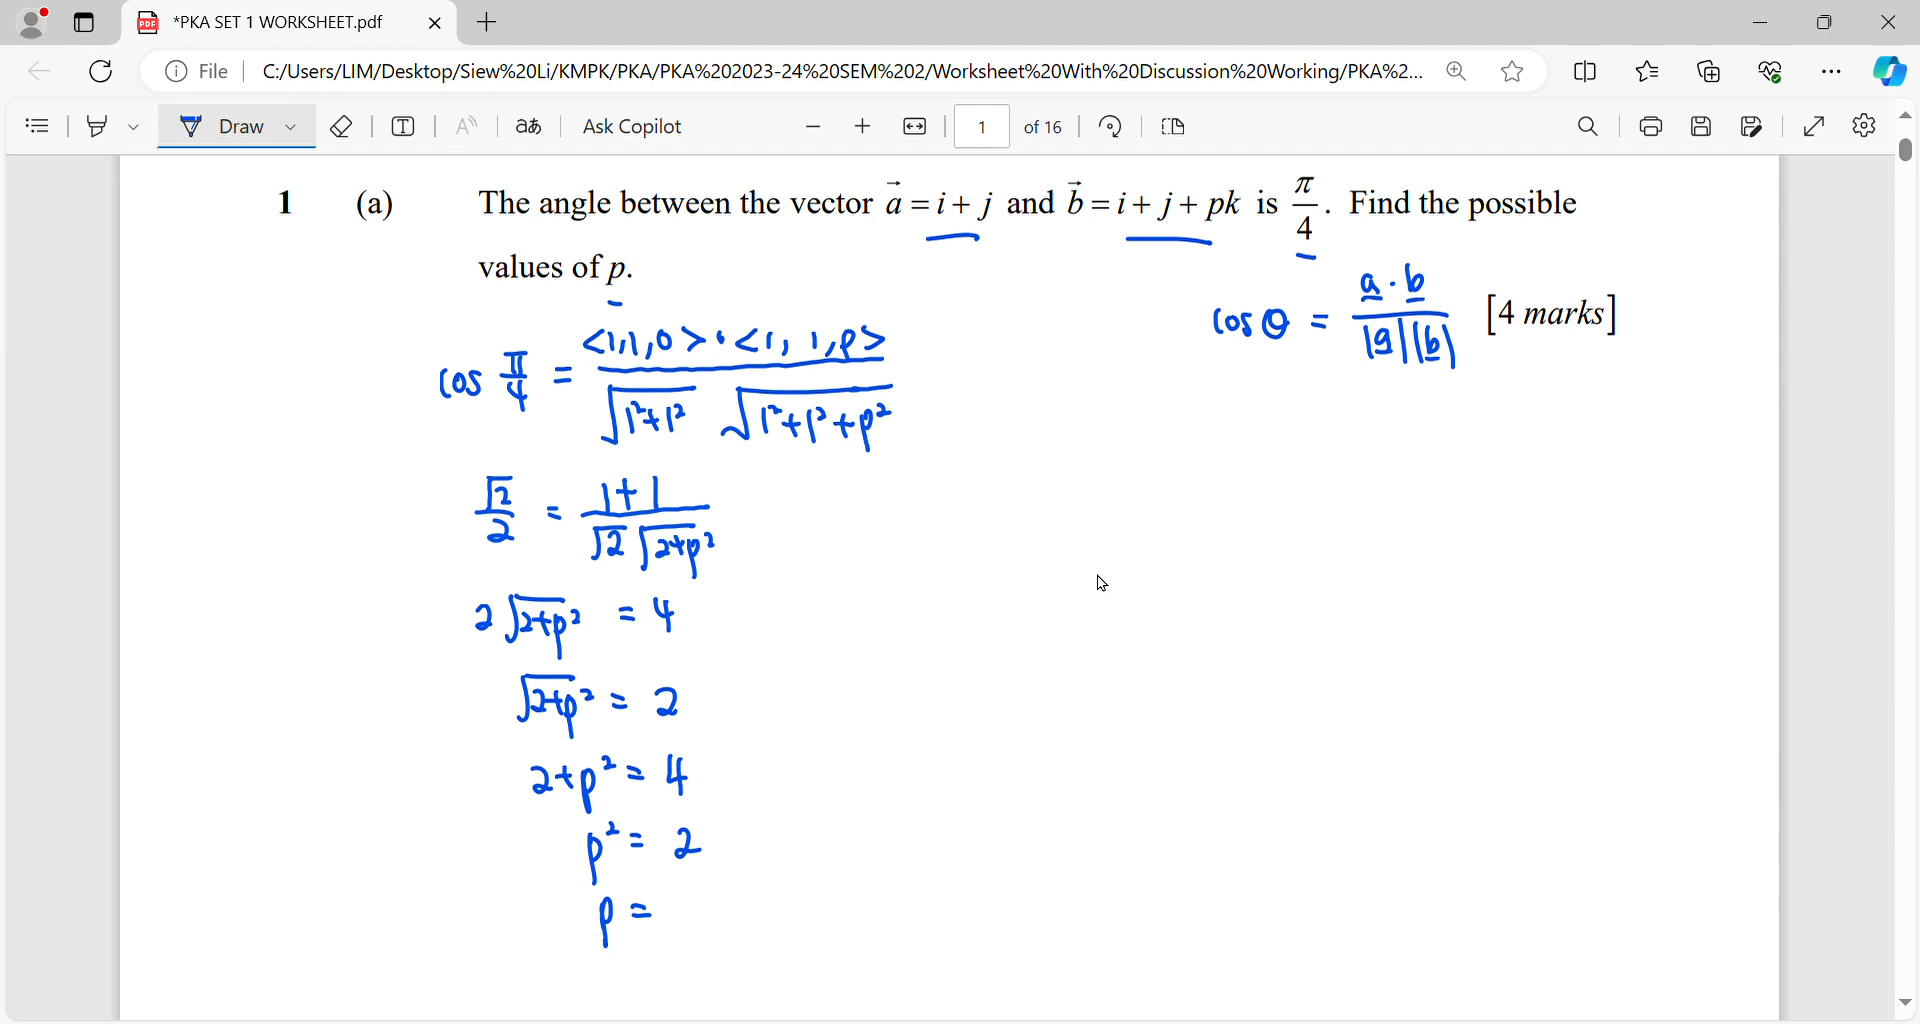 *PKA SET 1 WORKSHEET.pdf
File
C:/Users/LIM/Desktop/Siew%20Li/KMPK/PKA/PKA%202023-24%20SEM%202/Worksheet%20With%20Discussion%20Working/PKA%2...
Draw
Ask Copilot
1 of 16
1 (a) The angle between the vector a⃗ = i + j and b⃗ = i + j + pk is π/4. Find the possible
values of p.
cos θ = a · b / |a||b|
[4 marks]
cos π/4 = <1,1,0> · <1, 1, p> / √(1²+1²) √(1²+1²+p²)
√2/2 = 1+1 / √2 √(2+p²)
2√(2+p²) = 4
√(2+p²) = 2
2+p² = 4
p² = 2
p =